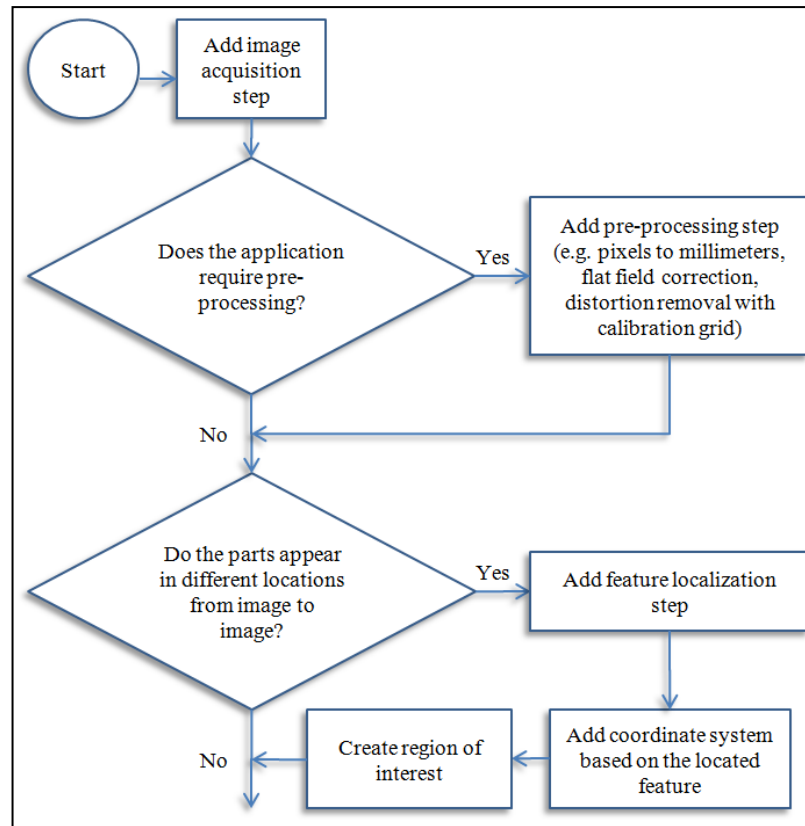 Start
Add image
acquisition
step
Does the application
require pre-
processing?
Yes
Add pre-processing step
(e.g. pixels to millimeters,
flat field correction,
distortion removal with
calibration grid)
No
Do the parts appear
in different locations
from image to
image?
Yes
Add feature localization
step
Add coordinate system
based on the located
feature
Create region of
interest
No